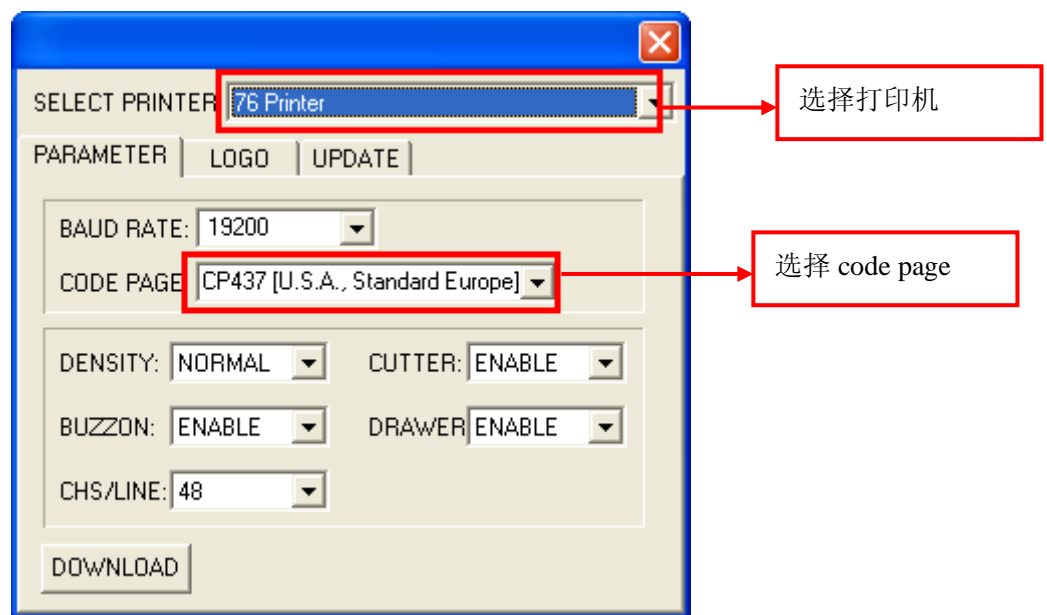 SELECT PRINTER 76 Printer
选择打印机
PARAMETER LOGO UPDATE
BAUD RATE: 19200
CODE PAGE CP437 [U.S.A., Standard Europe]
选择 code page
DENSITY: NORMAL CUTTER: ENABLE
BUZZON: ENABLE DRAWER ENABLE
CHS/LINE: 48
DOWNLOAD